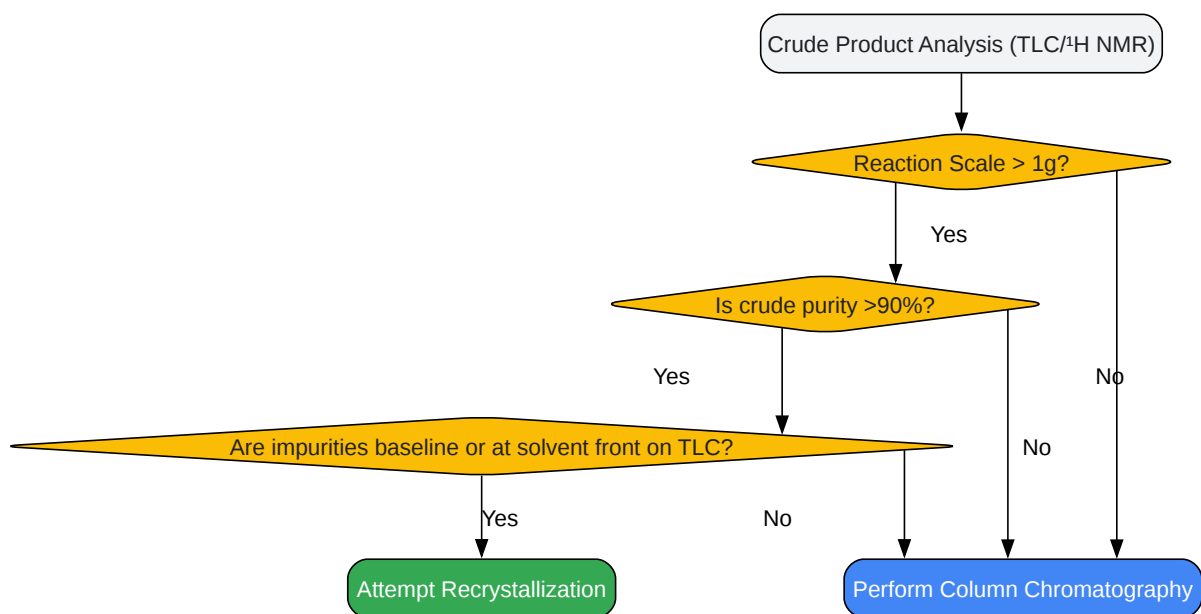 Crude Product Analysis (TLC/¹H NMR)
Reaction Scale > 1g?
Yes
Is crude purity >90%?
Yes
No
Are impurities baseline or at solvent front on TLC?
No
Yes
No
Attempt Recrystallization
Perform Column Chromatography